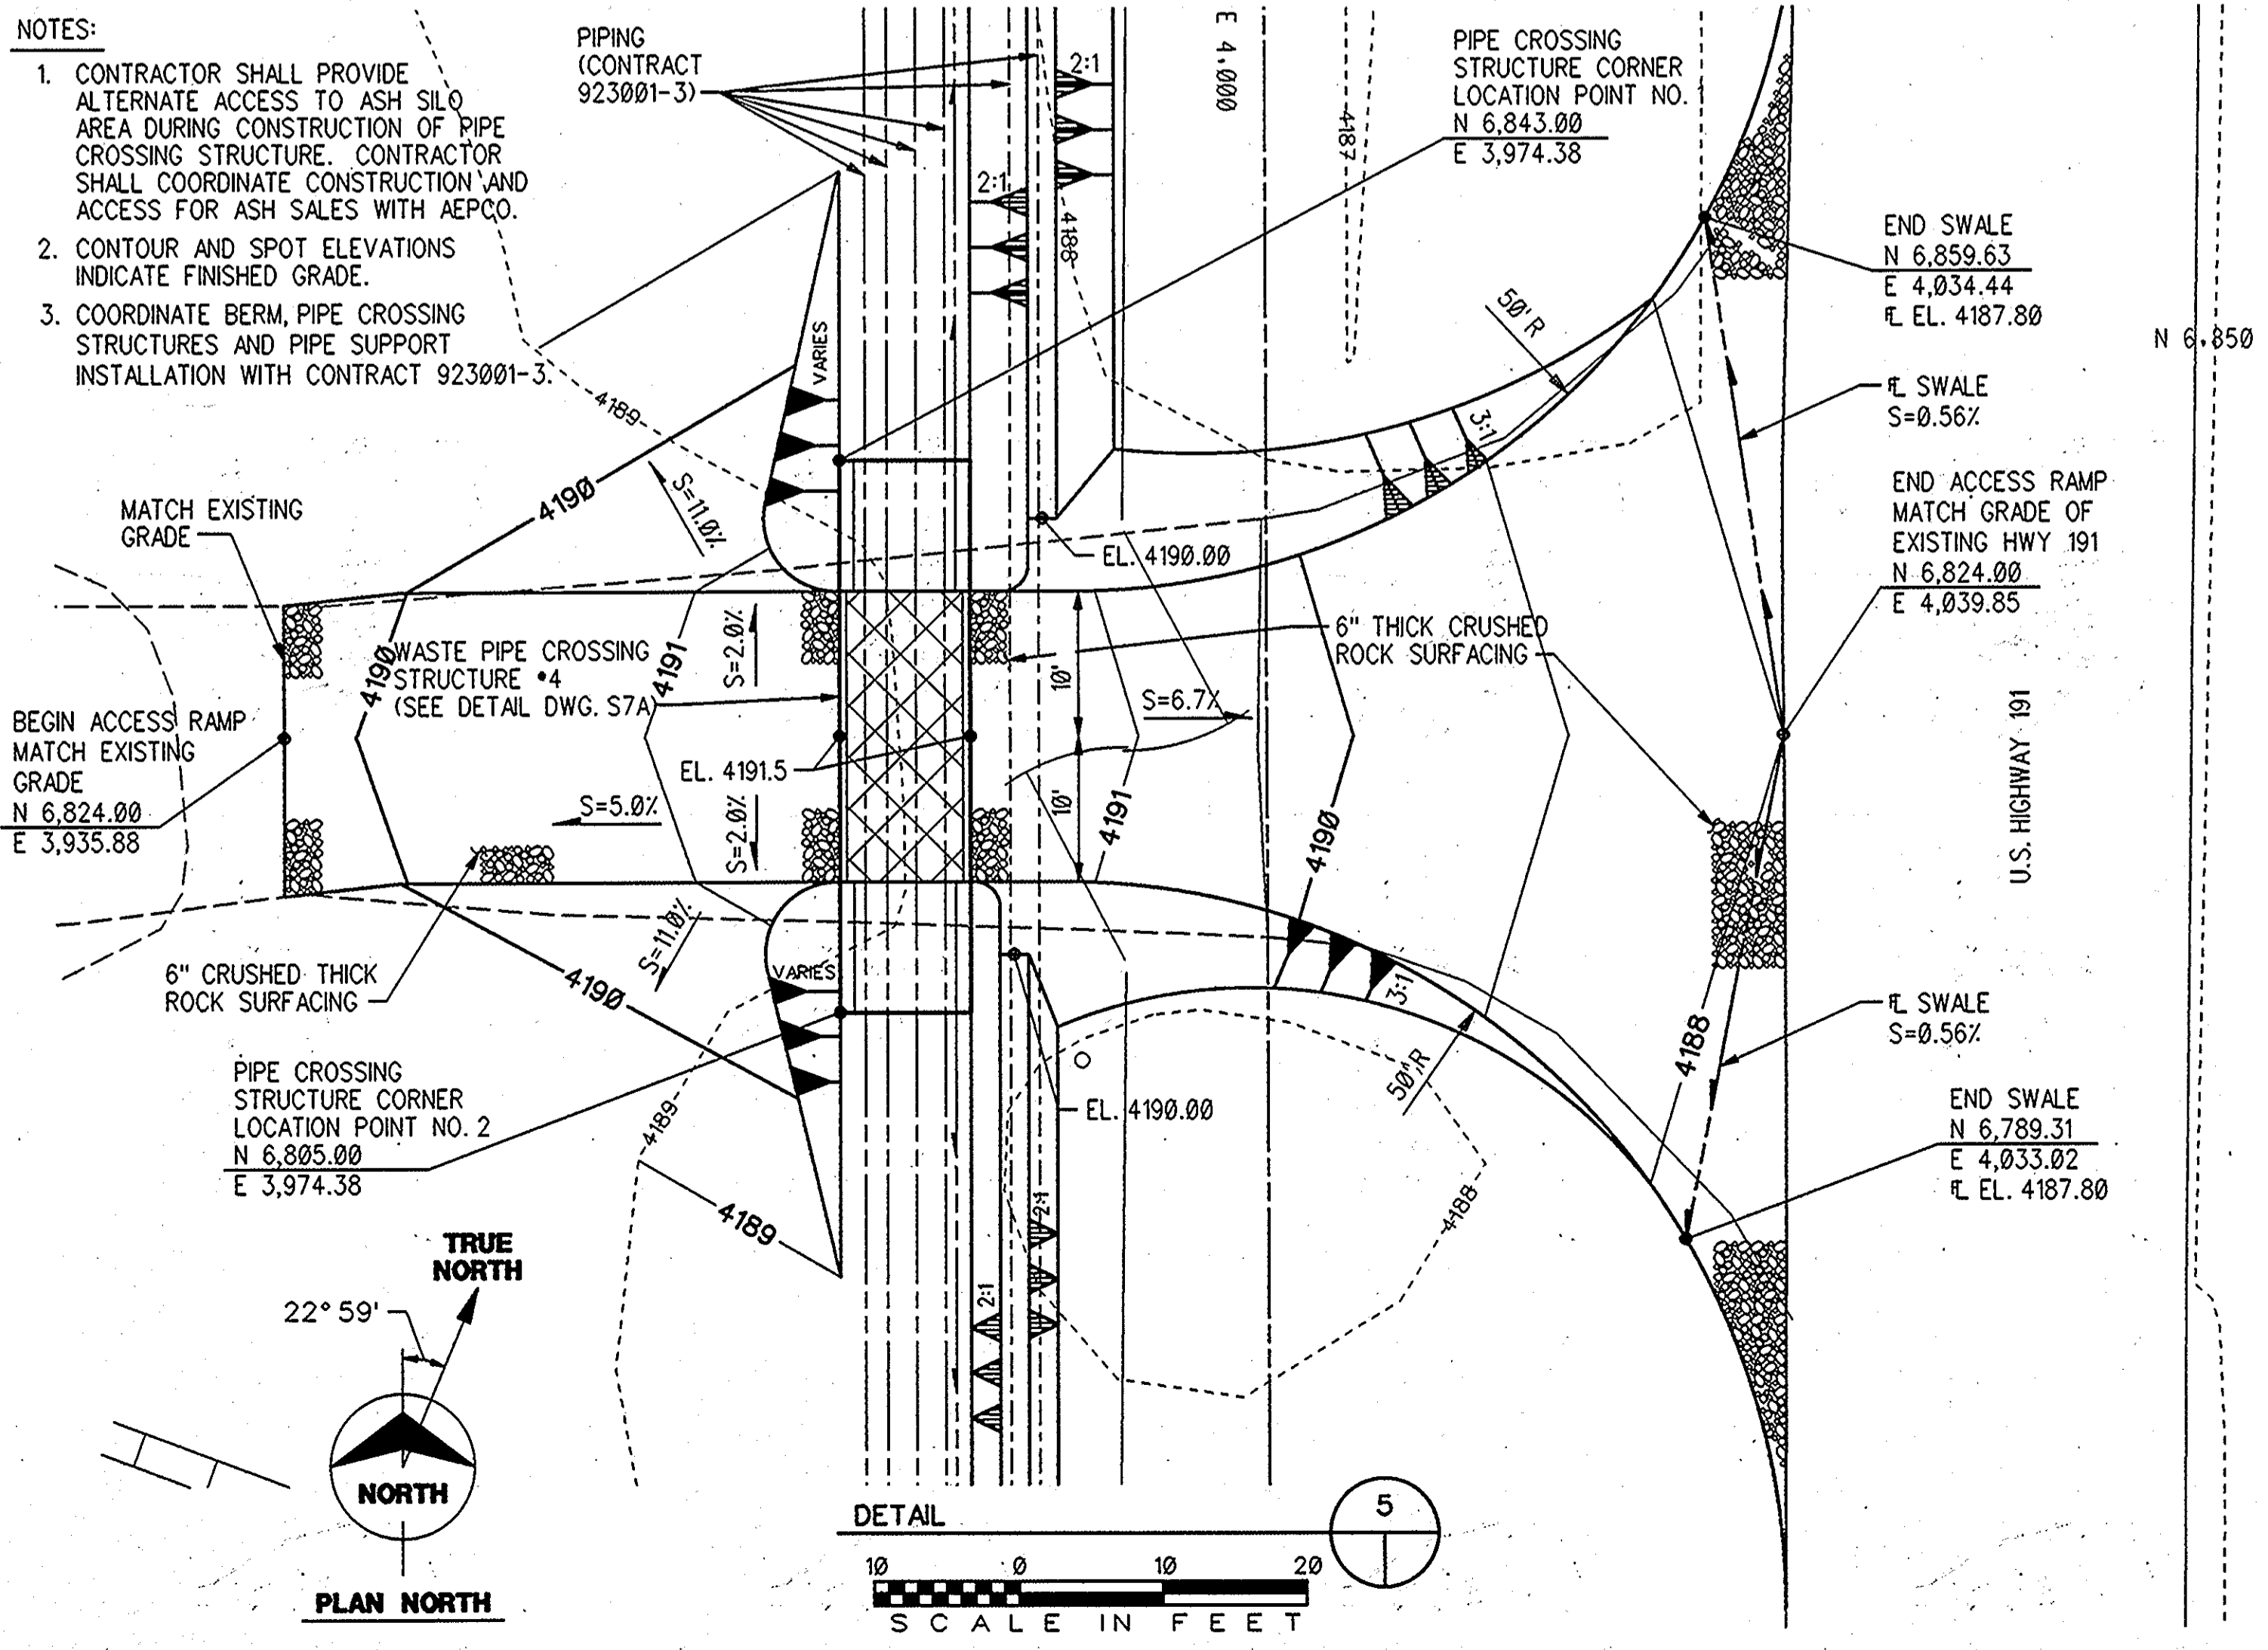 NOTES:
1. CONTRACTOR SHALL PROVIDE
ALTERNATE ACCESS TO ASH SILO
AREA DURING CONSTRUCTION OF PIPE
CROSSING STRUCTURE. CONTRACTOR
SHALL COORDINATE CONSTRUCTION AND
ACCESS FOR ASH SALES WITH AEPCO.
2. CONTOUR AND SPOT ELEVATIONS
INDICATE FINISHED GRADE.
3. COORDINATE BERM, PIPE CROSSING
STRUCTURES AND PIPE SUPPORT
INSTALLATION WITH CONTRACT 923001-3.
PIPING
(CONTRACT
923001-3)
2:1
2:1
E 4,000
4187
4188
PIPE CROSSING
STRUCTURE CORNER
LOCATION POINT NO. 1
N 6,843.00
E 3,974.38
END SWALE
N 6,859.63
E 4,034.44
℄ EL. 4187.80
N 6,850
50' R
℄ SWALE
S=0.56%
VARIES
4189
3:1
4190
S=11.0%
MATCH EXISTING
GRADE
EL. 4190.00
END ACCESS RAMP
MATCH GRADE OF
EXISTING HWY 191
N 6,824.00
E 4,039.85
6" THICK CRUSHED
ROCK SURFACING
4190
WASTE PIPE CROSSING
STRUCTURE •4
(SEE DETAIL DWG. S7A)
4191
S=2.0%
10'
S=6.7%
BEGIN ACCESS RAMP
MATCH EXISTING
GRADE
N 6,824.00
E 3,935.88
EL. 4191.5
S=5.0%
S=2.0%
10'
4191
4190
U.S. HIGHWAY 191
6" CRUSHED THICK
ROCK SURFACING
S=11.0%
4190
VARIES
3:1
50' R
4188
℄ SWALE
S=0.56%
PIPE CROSSING
STRUCTURE CORNER
LOCATION POINT NO. 2
N 6,805.00
E 3,974.38
4189
4189
EL. 4190.00
4188
END SWALE
N 6,789.31
E 4,033.02
℄ EL. 4187.80
2:1
2:1
TRUE
NORTH
22° 59'
NORTH
PLAN NORTH
DETAIL
5
10 0 10 20
SCALE IN FEET